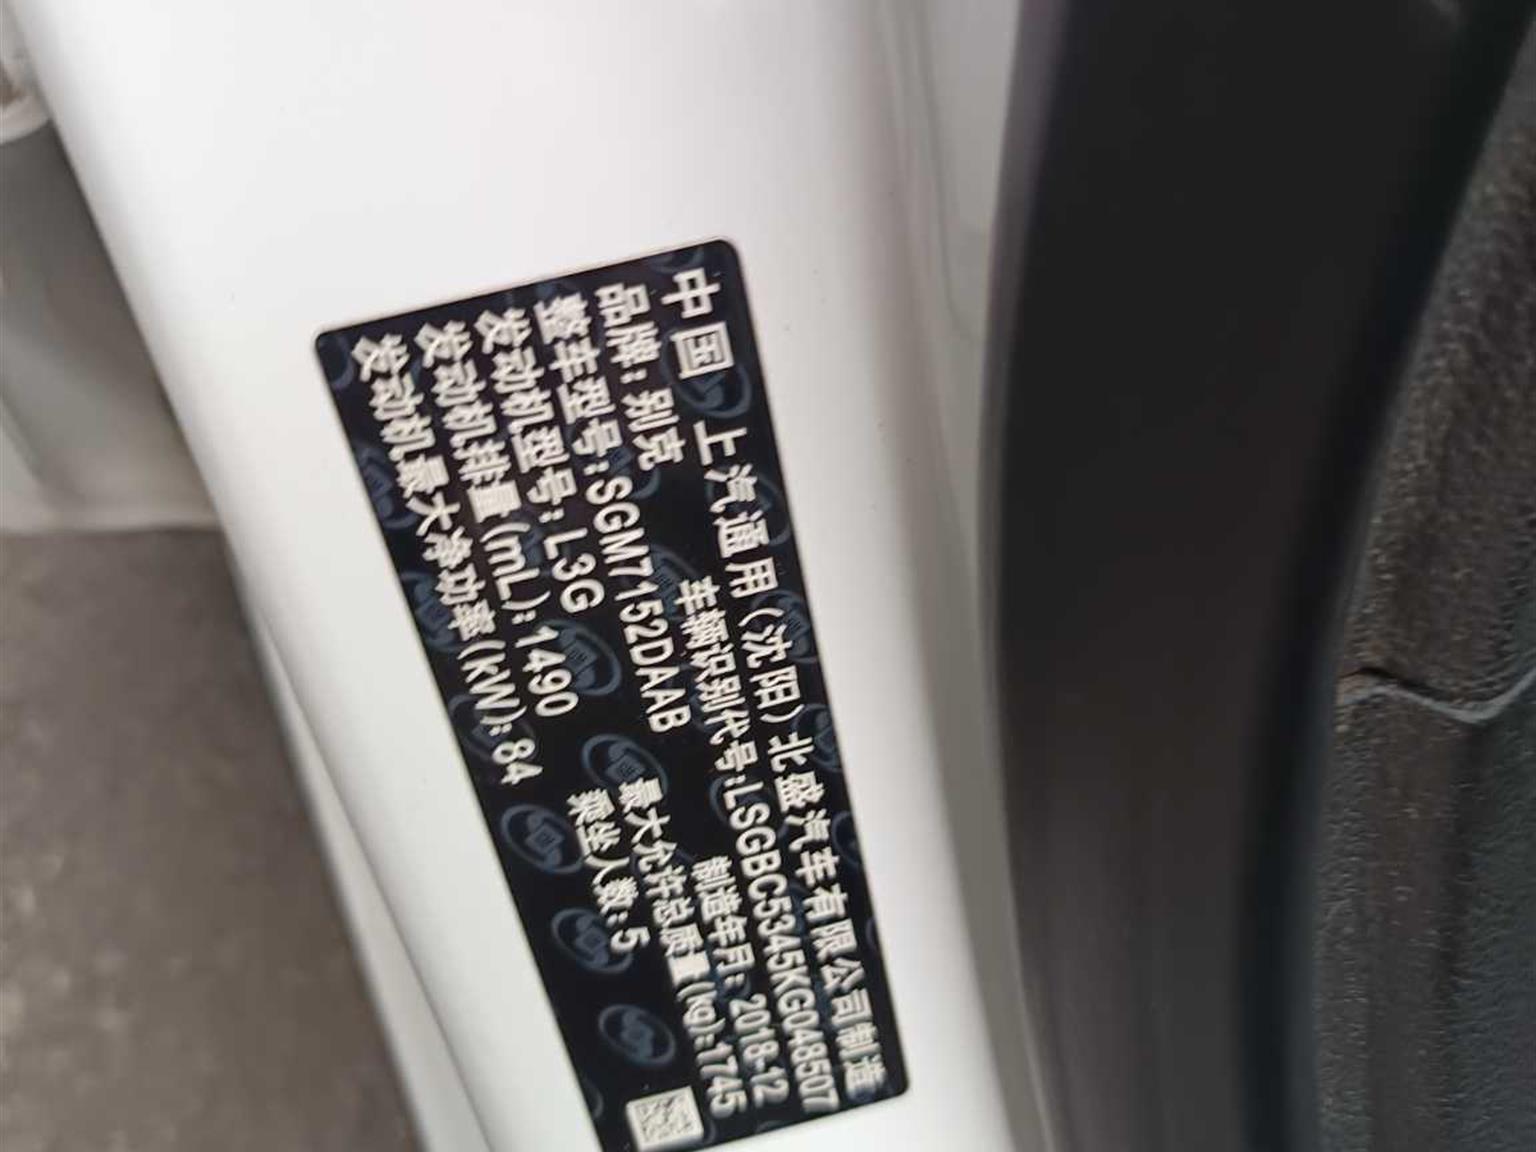 中国 上汽通用(沈阳)北盛汽车有限公司制造
品牌:别克 车辆识别代号:LSGBC5345KG048507
整车型号:SGM7152DAAB 制造年月:2018-12
发动机型号:L3G 最大允许总质量(kg):1745
发动机排量(mL):1490 乘坐人数:5
发动机最大净功率(kW):84